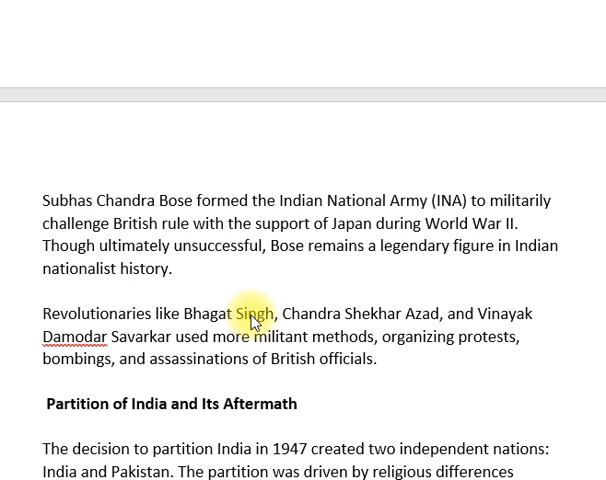 Subhas Chandra Bose formed the Indian National Army (INA) to militarily
challenge British rule with the support of Japan during World War II.
Though ultimately unsuccessful, Bose remains a legendary figure in Indian
nationalist history.
Revolutionaries like Bhagat Singh, Chandra Shekhar Azad, and Vinayak
Damodar Savarkar used more militant methods, organizing protests,
bombings, and assassinations of British officials.
Partition of India and Its Aftermath
The decision to partition India in 1947 created two independent nations:
India and Pakistan. The partition was driven by religious differences